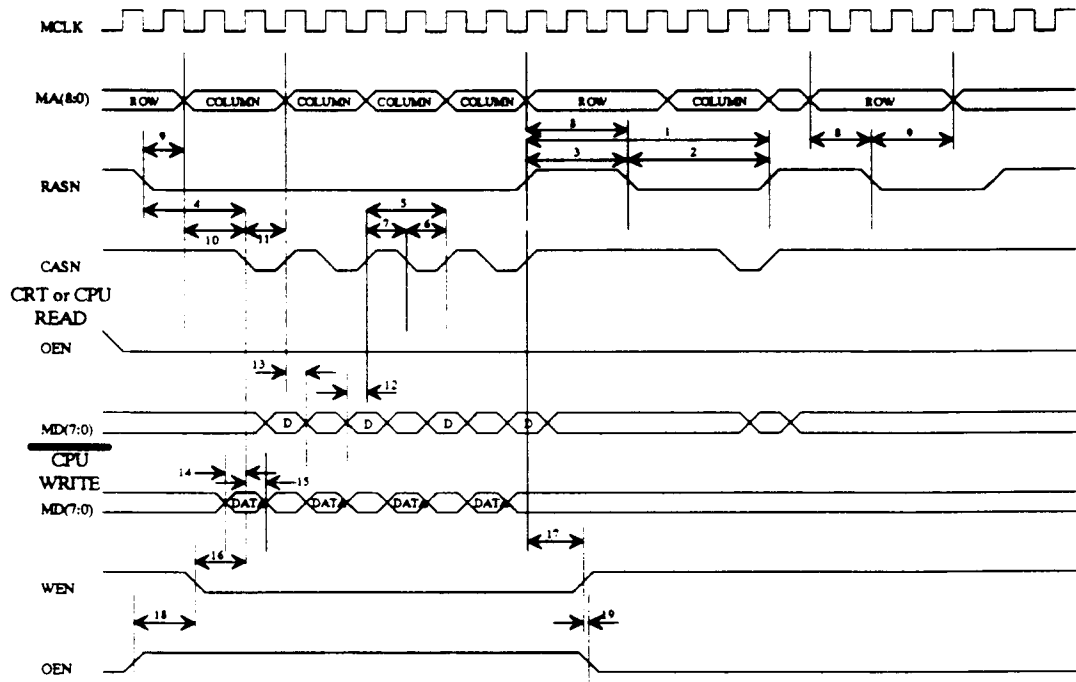 MCLK
MA(8:0) ROW COLUMN COLUMN COLUMN COLUMN ROW COLUMN ROW
8
1
9 3 2 8 9
RASN
4 5
10 11 7 6
CASN
CRT or CPU
READ
OEN
13 12
MD(7:0) D D D D
CPU
WRITE
14 15
MD(7:0) DATA DATA DATA DATA
17
16
WEN
18 19
OEN